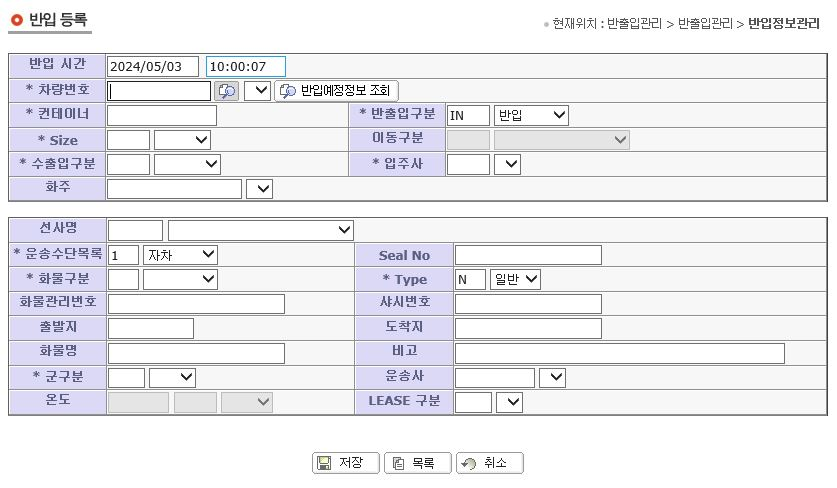 반입 등록
현재위치 : 반출입관리 > 반출입관리 > 반입정보관리
반입 시간 2024/05/03 10:00:07
* 차량번호 반입예정정보 조회
* 컨테이너 * 반출입구분 IN 반입
* Size 이동구분
* 수출입구분 * 입주사
화주
선사명
* 운송수단목록 1 자차 Seal No
* 화물구분 * Type N 일반
화물관리번호 샤시번호
출발지 도착지
화물명 비고
* 군구분 운송사
온도 LEASE 구분
저장 목록 취소